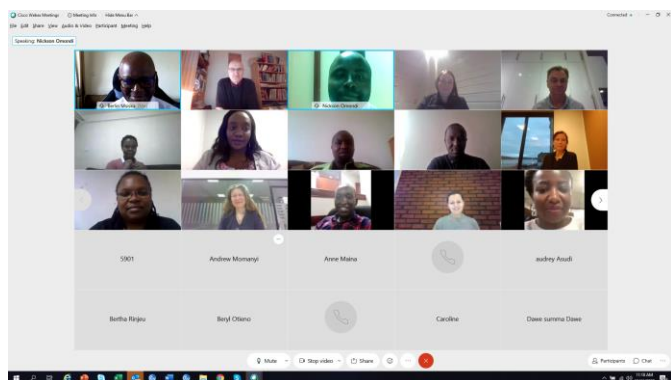 Cisco Webex Meetings
Meeting Info
Hide Menu Bar
Connected
File Edit Share View Audio & Video Participant Meeting Help
Speaking: Nickson Omondi
Nickson Omondi
5901
Andrew Momanyi
Anne Maina
audrey Asudi
Bertha Rinjeu
Beryl Otieno
Caroline
Dawe summa Dawe
Mute
Stop video
Share
Participants
Chat